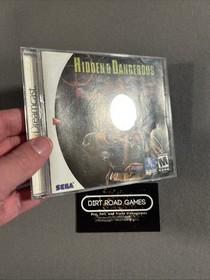 HIDDEN & DANGEROUS
Dreamcast
SEGA
M
DIRT ROAD GAMES
Buy, Sell, and Trade Videogames